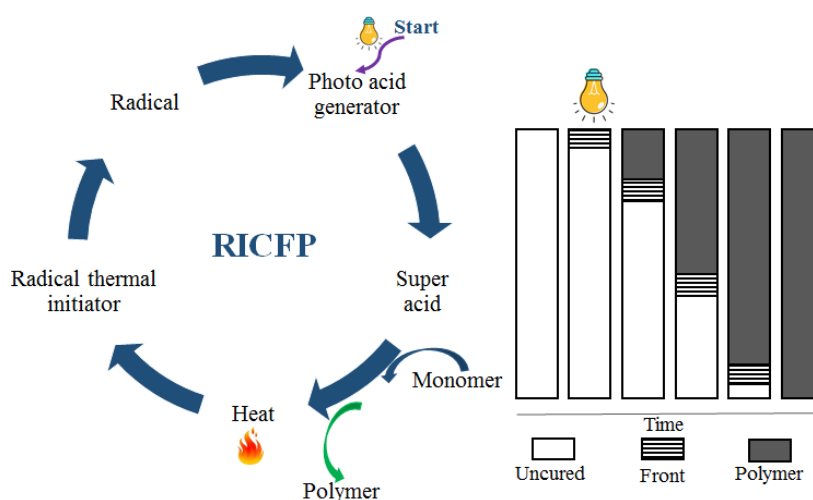 Start
Photo acid
generator
Radical
RICFP
Radical thermal
initiator
Super
acid
Monomer
Heat
Polymer
Time
Uncured
Front
Polymer